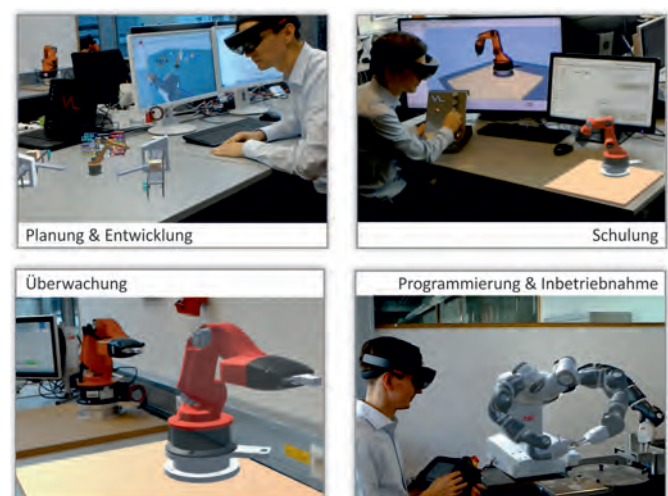 Planung & Entwicklung
Schulung
Überwachung
Programmierung & Inbetriebnahme